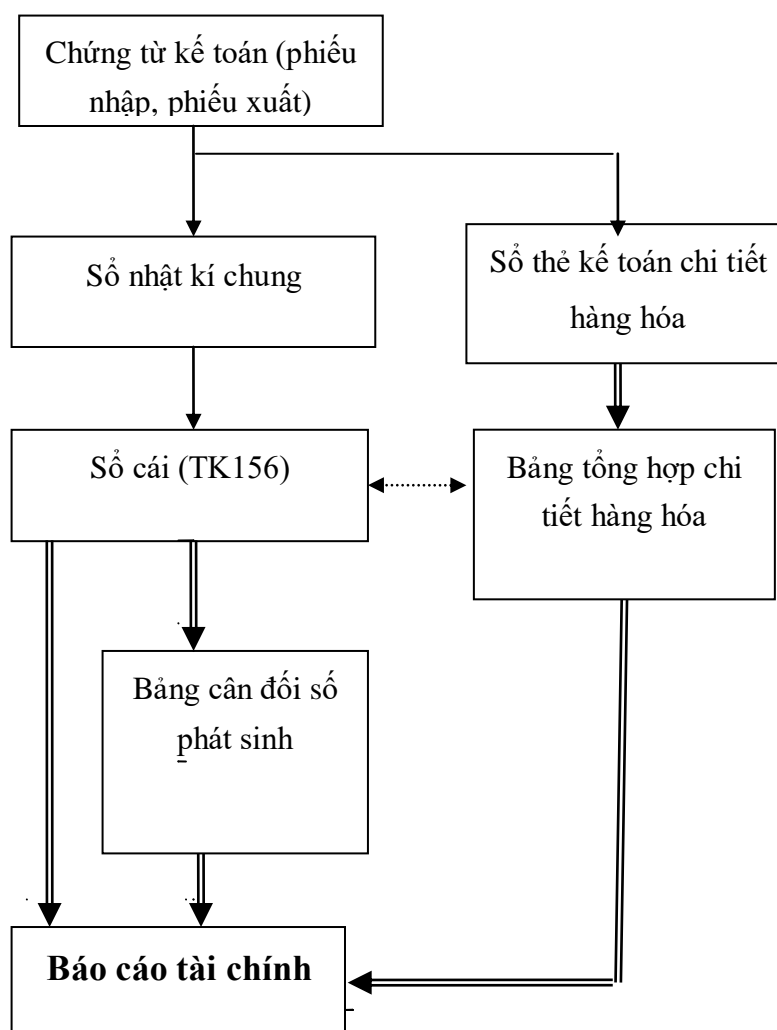 Chứng từ kế toán (phiếu
nhập, phiếu xuất)
Sổ nhật kí chung
Sổ thẻ kế toán chi tiết
hàng hóa
Sổ cái (TK156)
Bảng tổng hợp chi
tiết hàng hóa
Bảng cân đối số
phát sinh
Báo cáo tài chính